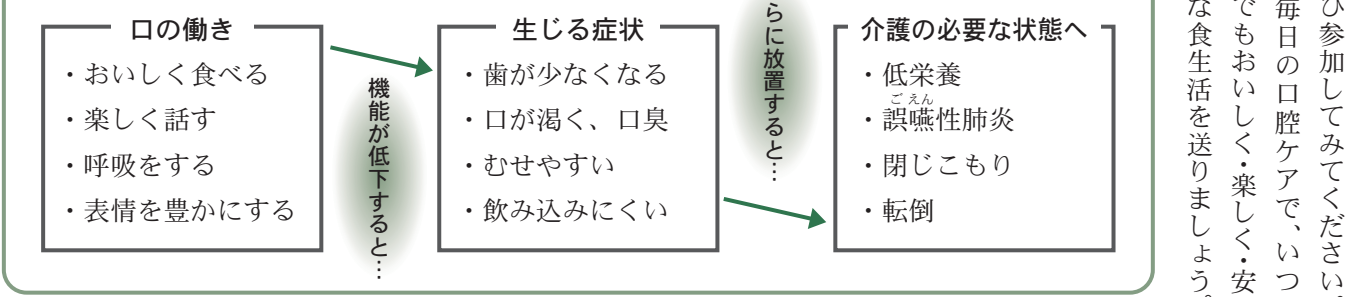 口の働き
・おいしく食べる
・楽しく話す
・呼吸をする
・表情を豊かにする
機能が低下すると…
生じる症状
・歯が少なくなる
・口が渇く、口臭
・むせやすい
・飲み込みにくい
らに放置すると…
介護の必要な状態へ
・低栄養
ごえん
・誤嚥性肺炎
・閉じこもり
・転倒
参加してみてください。
毎日の口腔ケアで、いつ
でもおいしく・楽しく・安
な食生活を送りましょう。